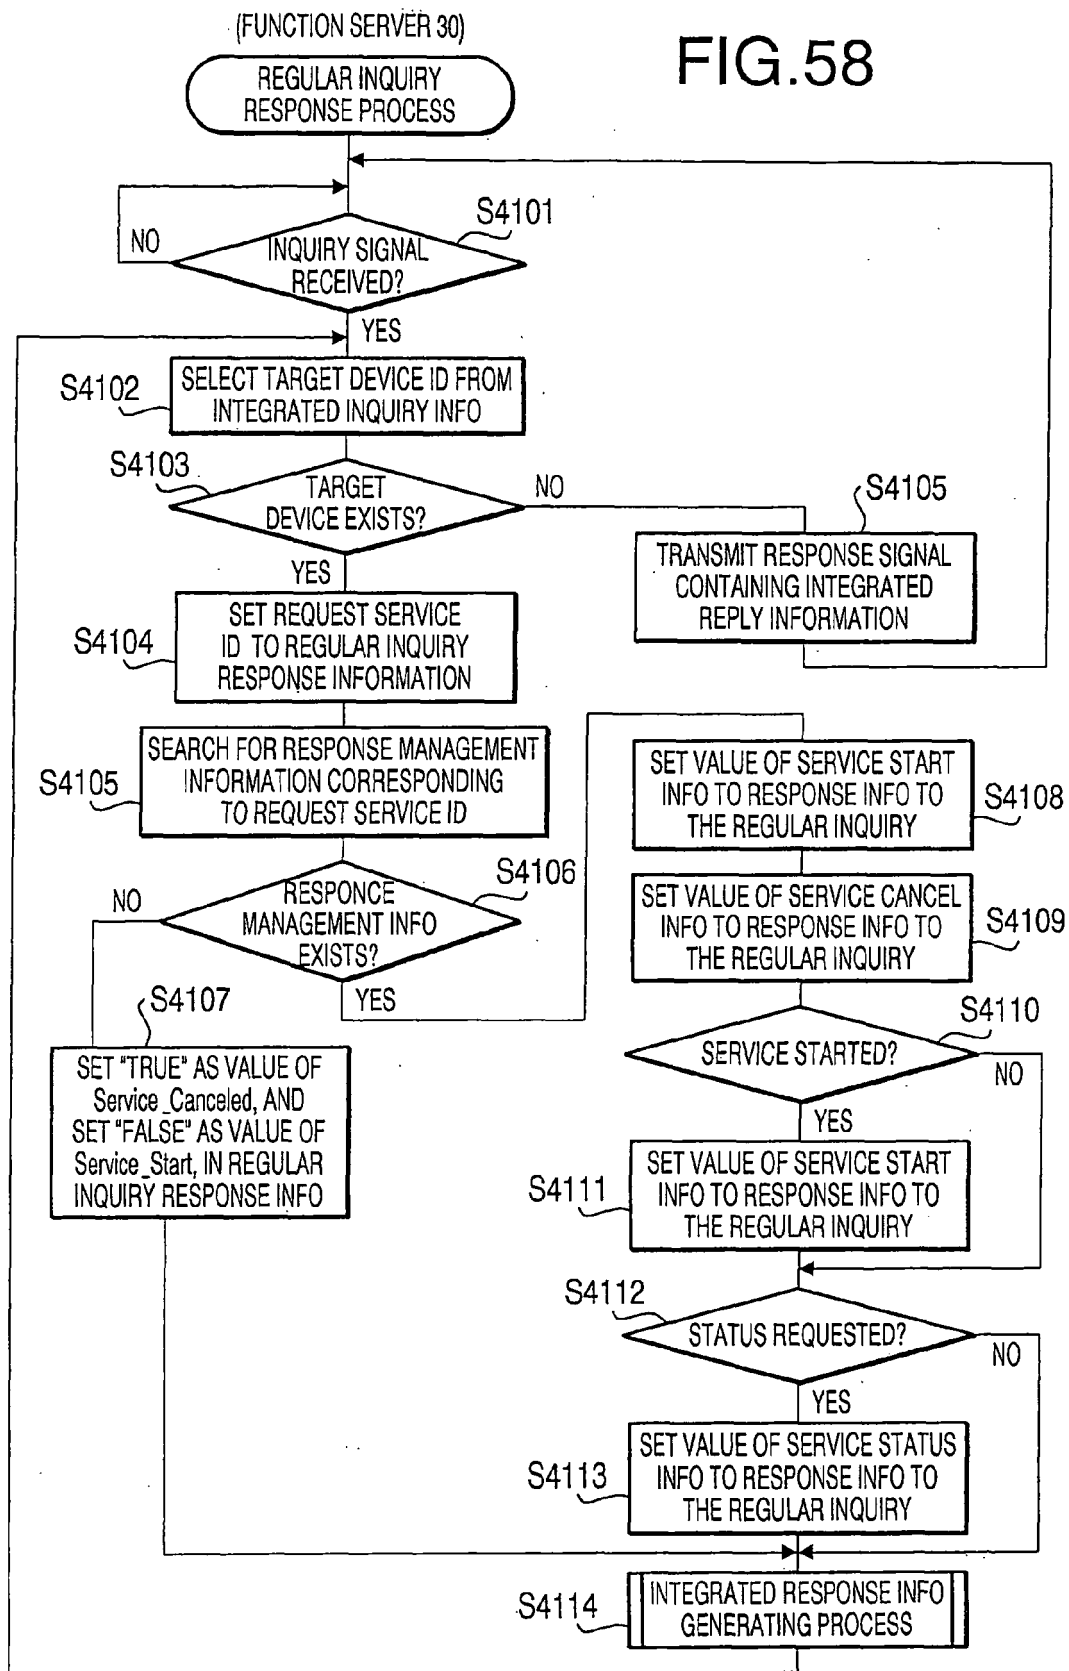 (FUNCTION SERVER 30)
FIG.58
REGULAR INQUIRY
RESPONSE PROCESS
S4101
NO
INQUIRY SIGNAL
RECEIVED?
YES
S4102
SELECT TARGET DEVICE ID FROM
INTEGRATED INQUIRY INFO
S4103
TARGET
DEVICE EXISTS?
NO
YES
S4105
TRANSMIT RESPONSE SIGNAL
CONTAINING INTEGRATED
REPLY INFORMATION
S4104
SET REQUEST SERVICE
ID TO REGULAR INQUIRY
RESPONSE INFORMATION
S4105
SEARCH FOR RESPONSE MANAGEMENT
INFORMATION CORRESPONDING
TO REQUEST SERVICE ID
S4106
NO
RESPONCE
MANAGEMENT INFO
EXISTS?
YES
S4107
SET "TRUE" AS VALUE OF
Service_Canceled, AND
SET "FALSE" AS VALUE OF
Service_Start, IN REGULAR
INQUIRY RESPONSE INFO
SET VALUE OF SERVICE START
INFO TO RESPONSE INFO TO
THE REGULAR INQUIRY
S4108
SET VALUE OF SERVICE CANCEL
INFO TO RESPONSE INFO TO
THE REGULAR INQUIRY
S4109
S4110
SERVICE STARTED?
NO
YES
S4111
SET VALUE OF SERVICE START
INFO TO RESPONSE INFO TO
THE REGULAR INQUIRY
S4112
STATUS REQUESTED?
NO
YES
S4113
SET VALUE OF SERVICE STATUS
INFO TO RESPONSE INFO TO
THE REGULAR INQUIRY
S4114
INTEGRATED RESPONSE INFO
GENERATING PROCESS